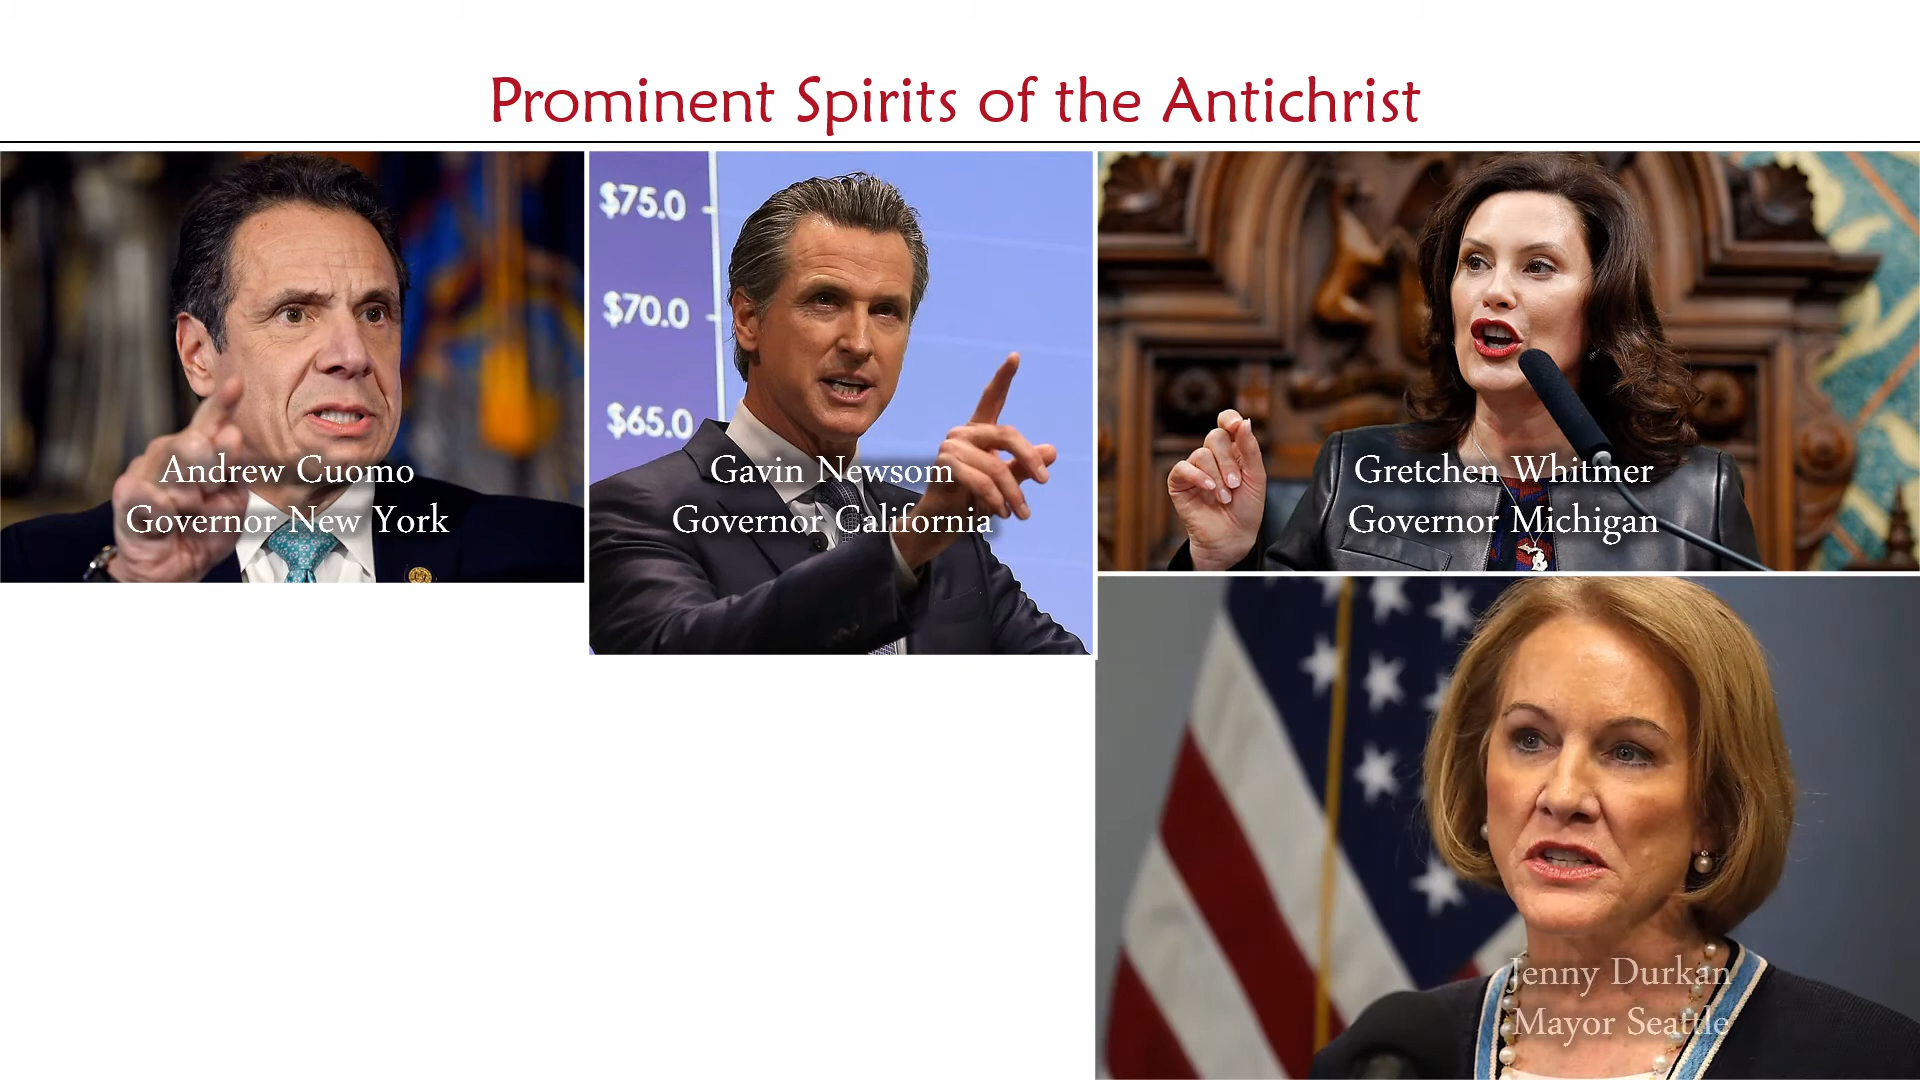 Prominent Spirits of the Antichrist
$75.0
$70.0
$65.0
Andrew Cuomo
Governor New York
Gavin Newsom
Governor California
Gretchen Whitmer
Governor Michigan
Jenny Durkan
Mayor Seattle